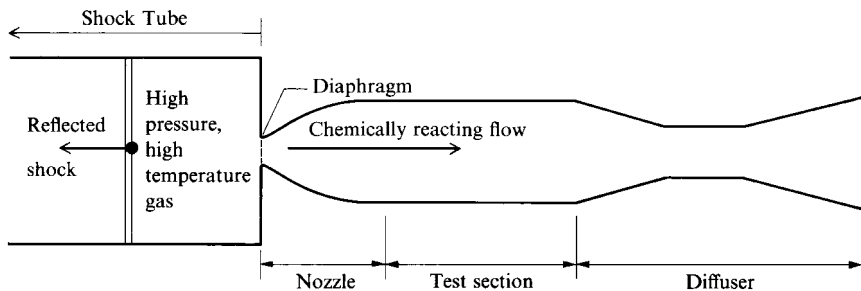 Shock Tube
Diaphragm
High
pressure,
high
temperature
gas
Reflected
shock
Chemically reacting flow
Nozzle
Test section
Diffuser